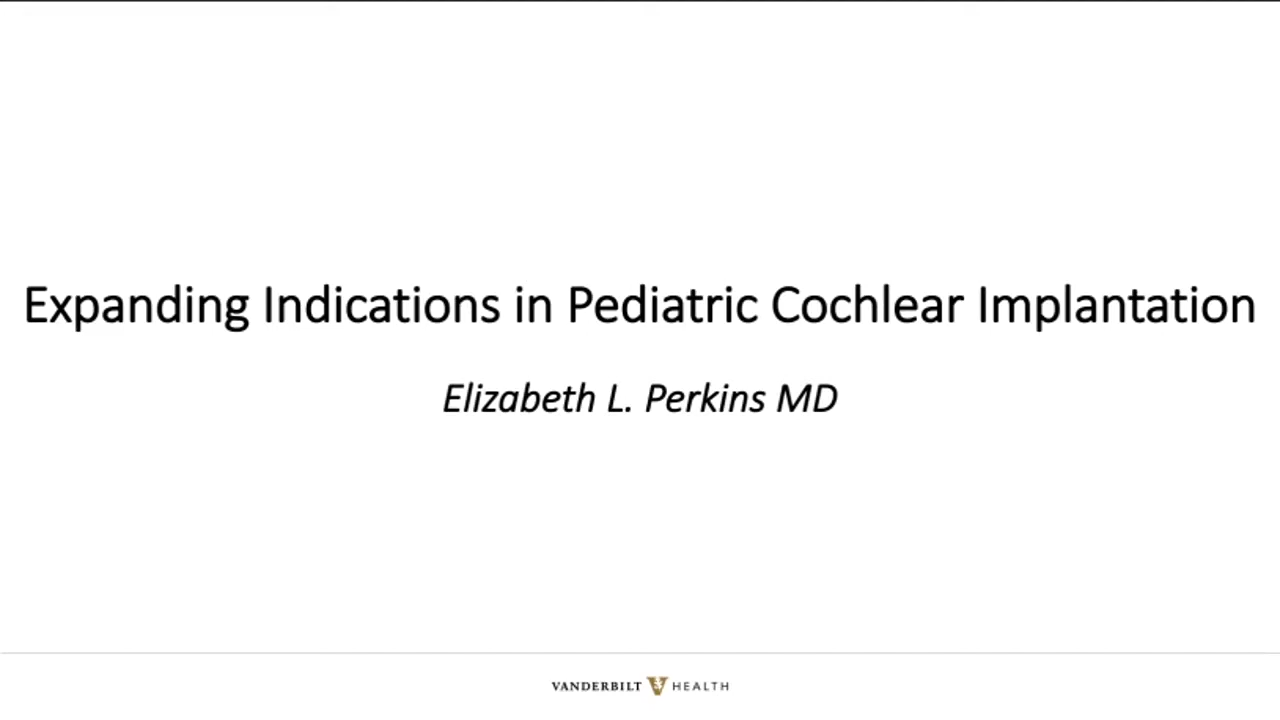 Expanding Indications in Pediatric Cochlear Implantation
Elizabeth L. Perkins MD
VANDERBILT V HEALTH